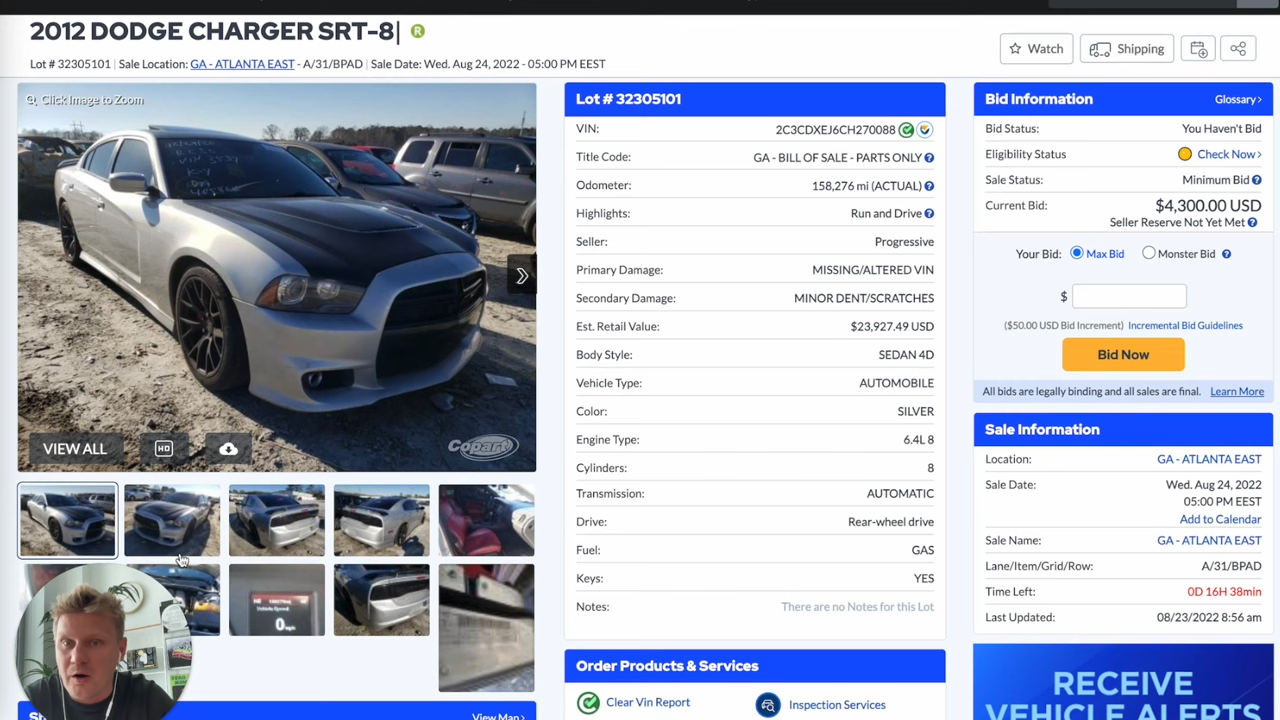 2012 DODGE CHARGER SRT-8| R
Watch
Shipping
Lot # 32305101 | Sale Location: GA - ATLANTA EAST - A/31/BPAD | Sale Date: Wed. Aug 24, 2022 - 05:00 PM EEST
Click Image to Zoom
VIEW ALL
HD
Copart
Vehicle Speed
0
View Map>
Lot # 32305101
VIN: 2C3CDXEJ6CH270088
Title Code: GA - BILL OF SALE - PARTS ONLY ?
Odometer: 158,276 mi (ACTUAL) ?
Highlights: Run and Drive ?
Seller: Progressive
Primary Damage: MISSING/ALTERED VIN
Secondary Damage: MINOR DENT/SCRATCHES
Est. Retail Value: $23,927.49 USD
Body Style: SEDAN 4D
Vehicle Type: AUTOMOBILE
Color: SILVER
Engine Type: 6.4L 8
Cylinders: 8
Transmission: AUTOMATIC
Drive: Rear-wheel drive
Fuel: GAS
Keys: YES
Notes: There are no Notes for this Lot
Order Products & Services
Clear Vin Report
Inspection Services
Bid Information Glossary>
Bid Status: You Haven't Bid
Eligibility Status Check Now>
Sale Status: Minimum Bid ?
Current Bid: $4,300.00 USD
Seller Reserve Not Yet Met ?
Your Bid: Max Bid Monster Bid ?
$
($50.00 USD Bid Increment) Incremental Bid Guidelines
Bid Now
All bids are legally binding and all sales are final. Learn More
Sale Information
Location: GA - ATLANTA EAST
Sale Date: Wed. Aug 24, 2022
05:00 PM EEST
Add to Calendar
Sale Name: GA - ATLANTA EAST
Lane/Item/Grid/Row: A/31/BPAD
Time Left: 0D 16H 38min
Last Updated: 08/23/2022 8:56 am
RECEIVE
VEHICLE ALERTS